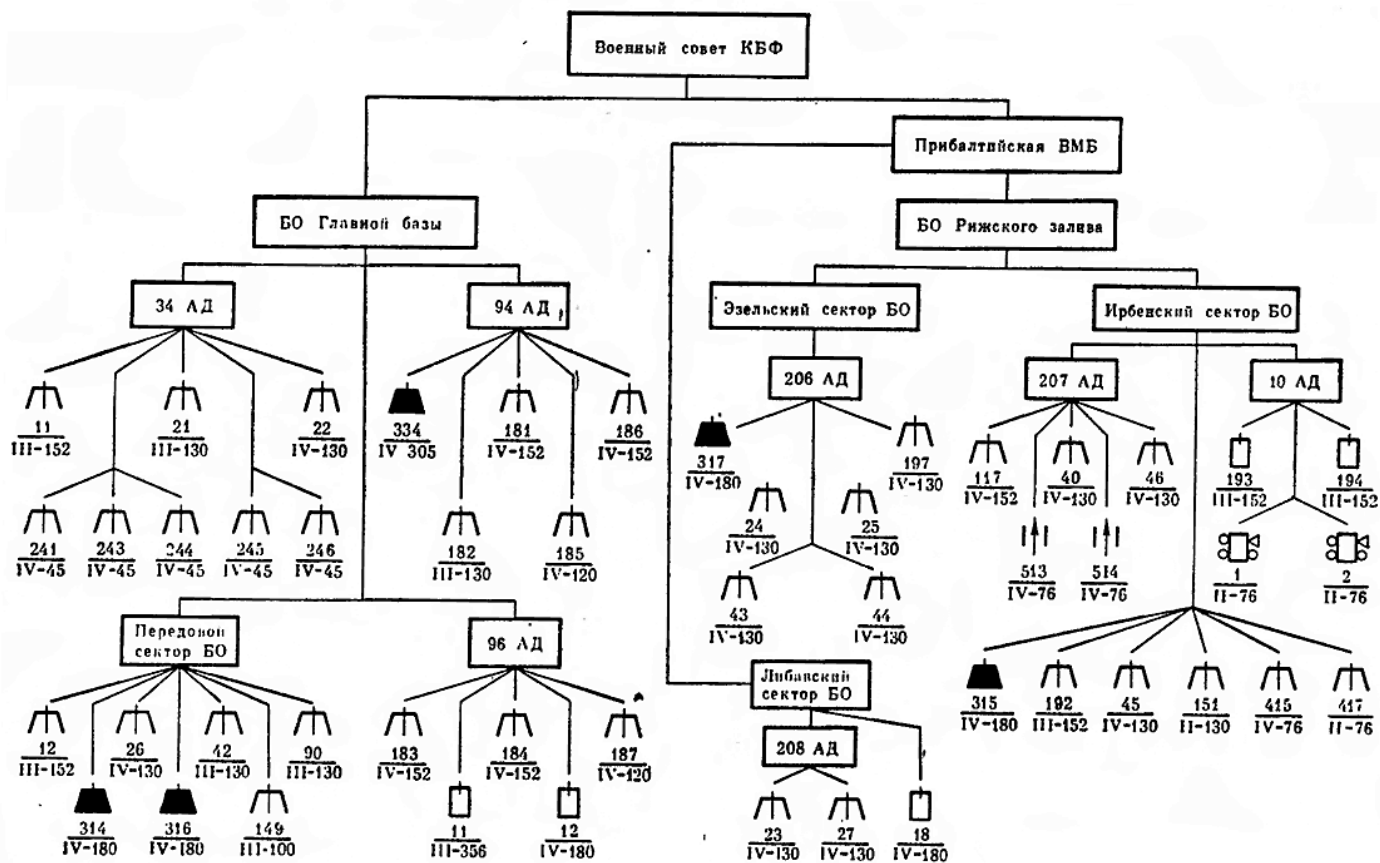 Военный совет КБФ
Прибалтийская ВМБ
БО Главной базы
БО Рижского залива
34 АД
94 АД
Эзельский сектор БО
Ирбенский сектор БО
206 АД
207 АД
10 АД
11
III-152
21
III-130
22
IV-130
334
IV 305
181
IV-152
186
IV-152
317
IV-180
197
IV-130
117
IV-152
40
IV-130
46
IV-130
193
III-152
194
III-152
241
IV-45
243
IV-45
244
IV-45
245
IV-45
246
IV-45
182
III-130
185
IV-120
24
IV-130
25
IV-130
43
IV-130
44
IV-130
513
IV-76
514
IV-76
1
II-76
2
II-76
Передовой
сектор БО
96 АД
Либавский
сектор БО
315
IV-180
192
III-152
45
IV-130
151
II-130
415
IV-76
417
II-76
12
III-152
26
IV-130
42
III-130
90
III-130
183
IV-152
184
IV-152
187
IV-120
208 АД
314
IV-180
316
IV-180
149
III-100
11
III-356
12
IV-180
23
IV-130
27
IV-130
18
IV-180